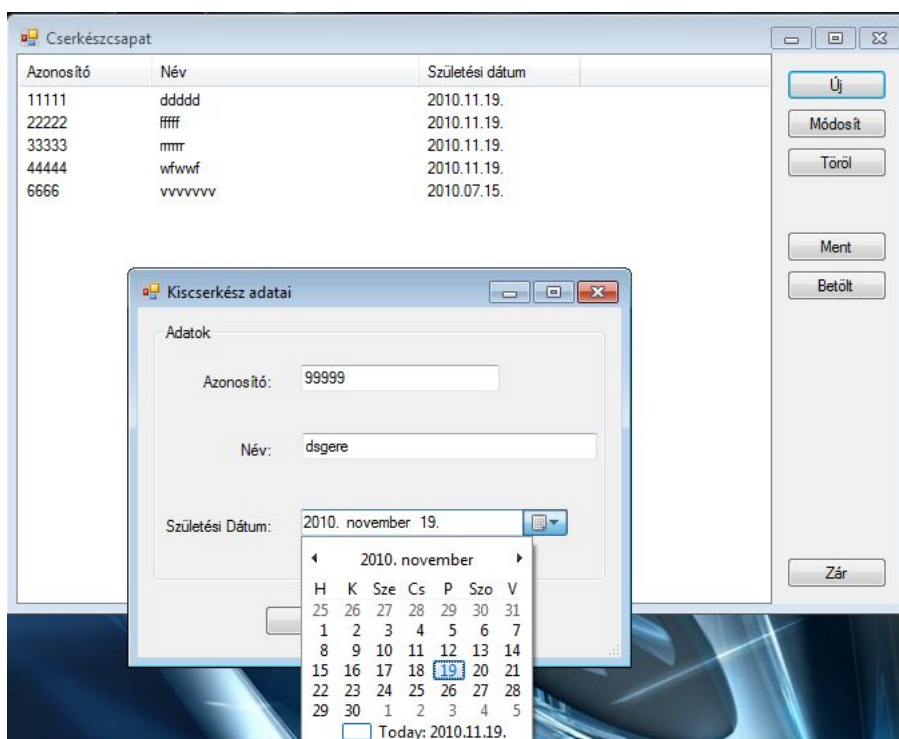 Cserkészcsapat
Azonosító Név Születési dátum
11111 ddddd 2010.11.19.
22222 fffff 2010.11.19.
33333 rrrrrr 2010.11.19.
44444 wfwwf 2010.11.19.
6666 vvvvvvv 2010.07.15.
Új
Módosít
Töröl
Ment
Betölt
Zár
Kiscserkész adatai
Adatok
Azonosító: 99999
Név: dsgere
Születési Dátum: 2010. november 19.
2010. november
H K Sze Cs P Szo V
25 26 27 28 29 30 31
1 2 3 4 5 6 7
8 9 10 11 12 13 14
15 16 17 18 19 20 21
22 23 24 25 26 27 28
29 30 1 2 3 4 5
Today: 2010.11.19.